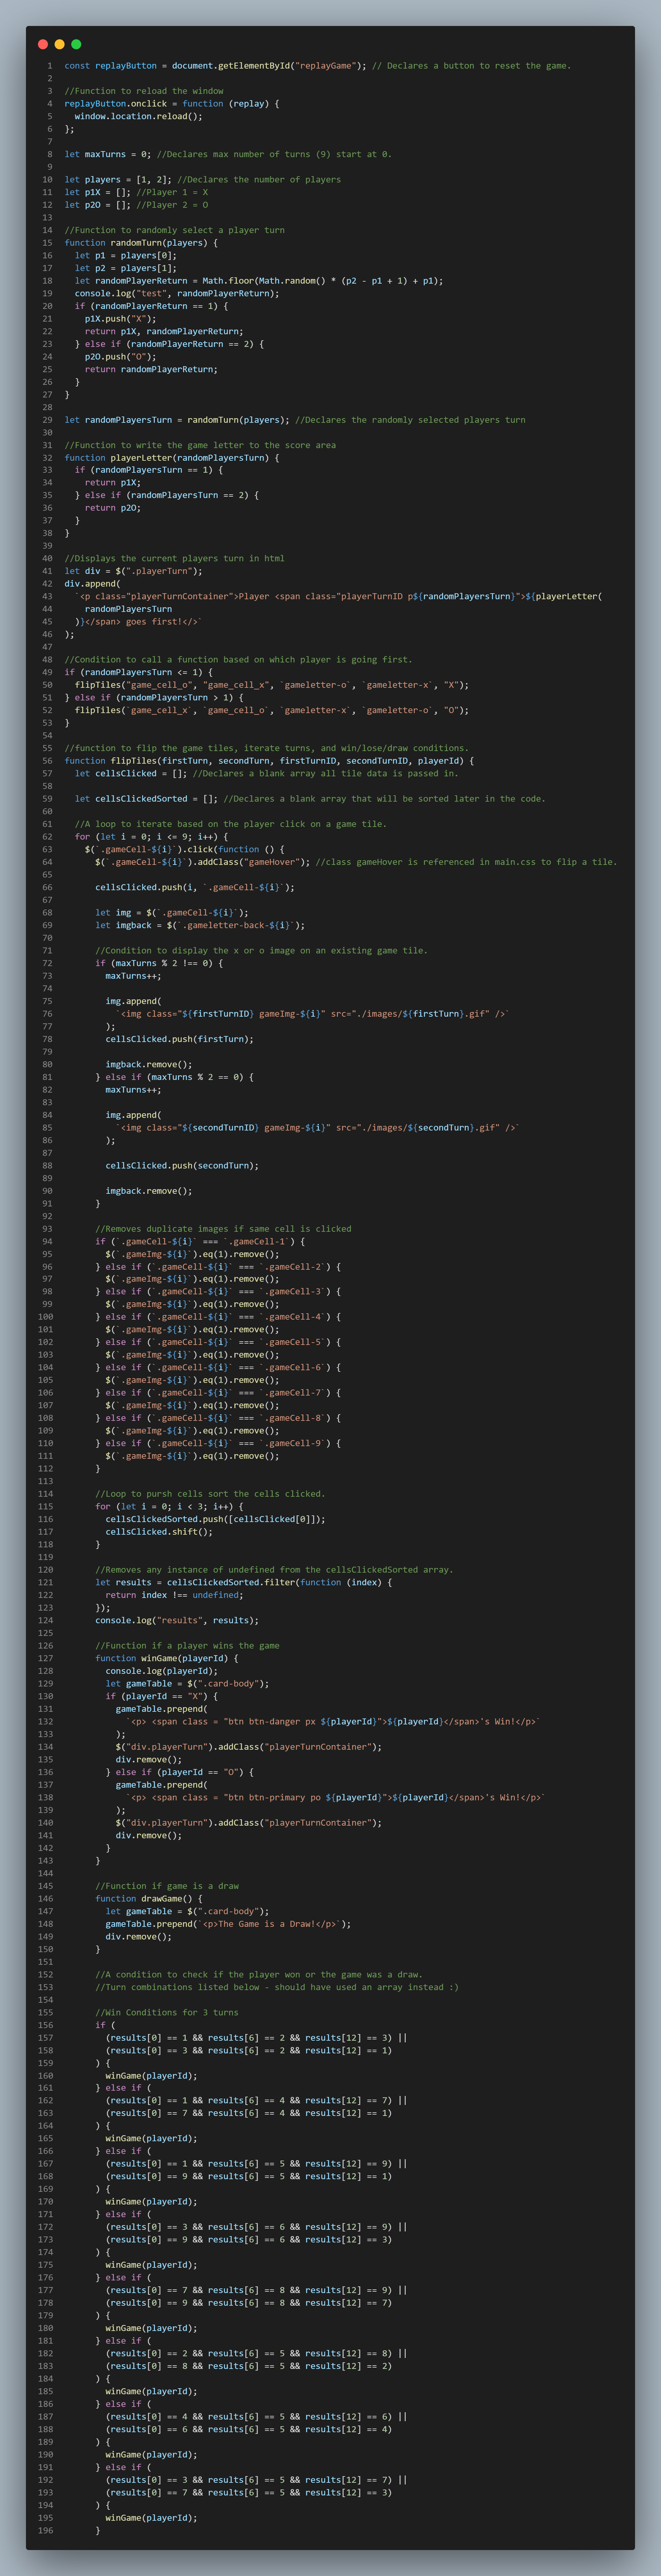 1 const replayButton = document.getElementById("replayGame"); // Declares a button to reset the game.
2
3 //Function to reload the window
4 replayButton.onclick = function (replay) {
5   window.location.reload();
6 };
7
8 let maxTurns = 0; //Declares max number of turns (9) start at 0.
9
10 let players = [1, 2]; //Declares the number of players
11 let p1X = []; //Player 1 = X
12 let p2O = []; //Player 2 = O
13
14 //Function to randomly select a player turn
15 function randomTurn(players) {
16   let p1 = players[0];
17   let p2 = players[1];
18   let randomPlayerReturn = Math.floor(Math.random() * (p2 - p1 + 1) + p1);
19   console.log("test", randomPlayerReturn);
20   if (randomPlayerReturn == 1) {
21     p1X.push("X");
22     return p1X, randomPlayerReturn;
23   } else if (randomPlayerReturn == 2) {
24     p2O.push("O");
25     return randomPlayerReturn;
26   }
27 }
28
29 let randomPlayersTurn = randomTurn(players); //Declares the randomly selected players turn
30
31 //Function to write the game letter to the score area
32 function playerLetter(randomPlayersTurn) {
33   if (randomPlayersTurn == 1) {
34     return p1X;
35   } else if (randomPlayersTurn == 2) {
36     return p2O;
37   }
38 }
39
40 //Displays the current players turn in html
41 let div = $(".playerTurn");
42 div.append(
43   `<p class="playerTurnContainer">Player <span class="playerTurnID p${randomPlayersTurn}">${playerLetter(
44     randomPlayersTurn
45   )}</span> goes first!</>`
46 );
47
48 //Condition to call a function based on which player is going first.
49 if (randomPlayersTurn <= 1) {
50   flipTiles("game_cell_o", "game_cell_x", `gameletter-o`, `gameletter-x`, "X");
51 } else if (randomPlayersTurn > 1) {
52   flipTiles(`game_cell_x`, `game_cell_o`, `gameletter-x`, `gameletter-o`, "O");
53 }
54
55 //function to flip the game tiles, iterate turns, and win/lose/draw conditions.
56 function flipTiles(firstTurn, secondTurn, firstTurnID, secondTurnID, playerId) {
57   let cellsClicked = []; //Declares a blank array all tile data is passed in.
58
59   let cellsClickedSorted = []; //Declares a blank array that will be sorted later in the code.
60
61   //A loop to iterate based on the player click on a game tile.
62   for (let i = 0; i <= 9; i++) {
63     $(`.gameCell-${i}`).click(function () {
64       $(`.gameCell-${i}`).addClass("gameHover"); //class gameHover is referenced in main.css to flip a tile.
65
66       cellsClicked.push(i, `.gameCell-${i}`);
67
68       let img = $(`.gameCell-${i}`);
69       let imgback = $(`.gameletter-back-${i}`);
70
71       //Condition to display the x or o image on an existing game tile.
72       if (maxTurns % 2 !== 0) {
73         maxTurns++;
74
75         img.append(
76           `<img class="${firstTurnID} gameImg-${i}" src="./images/${firstTurn}.gif" />`
77         );
78         cellsClicked.push(firstTurn);
79
80         imgback.remove();
81       } else if (maxTurns % 2 == 0) {
82         maxTurns++;
83
84         img.append(
85           `<img class="${secondTurnID} gameImg-${i}" src="./images/${secondTurn}.gif" />`
86         );
87
88         cellsClicked.push(secondTurn);
89
90         imgback.remove();
91       }
92
93       //Removes duplicate images if same cell is clicked
94       if (`.gameCell-${i}` === `.gameCell-1`) {
95         $(`.gameImg-${i}`).eq(1).remove();
96       } else if (`.gameCell-${i}` === `.gameCell-2`) {
97         $(`.gameImg-${i}`).eq(1).remove();
98       } else if (`.gameCell-${i}` === `.gameCell-3`) {
99         $(`.gameImg-${i}`).eq(1).remove();
100       } else if (`.gameCell-${i}` === `.gameCell-4`) {
101         $(`.gameImg-${i}`).eq(1).remove();
102       } else if (`.gameCell-${i}` === `.gameCell-5`) {
103         $(`.gameImg-${i}`).eq(1).remove();
104       } else if (`.gameCell-${i}` === `.gameCell-6`) {
105         $(`.gameImg-${i}`).eq(1).remove();
106       } else if (`.gameCell-${i}` === `.gameCell-7`) {
107         $(`.gameImg-${i}`).eq(1).remove();
108       } else if (`.gameCell-${i}` === `.gameCell-8`) {
109         $(`.gameImg-${i}`).eq(1).remove();
110       } else if (`.gameCell-${i}` === `.gameCell-9`) {
111         $(`.gameImg-${i}`).eq(1).remove();
112       }
113
114       //Loop to pursh cells sort the cells clicked.
115       for (let i = 0; i < 3; i++) {
116         cellsClickedSorted.push([cellsClicked[0]]);
117         cellsClicked.shift();
118       }
119
120       //Removes any instance of undefined from the cellsClickedSorted array.
121       let results = cellsClickedSorted.filter(function (index) {
122         return index !== undefined;
123       });
124       console.log("results", results);
125
126       //Function if a player wins the game
127       function winGame(playerId) {
128         console.log(playerId);
129         let gameTable = $(".card-body");
130         if (playerId == "X") {
131           gameTable.prepend(
132             `<p> <span class = "btn btn-danger px ${playerId}">${playerId}</span>'s Win!</p>`
133           );
134           $("div.playerTurn").addClass("playerTurnContainer");
135           div.remove();
136         } else if (playerId == "O") {
137           gameTable.prepend(
138             `<p> <span class = "btn btn-primary po ${playerId}">${playerId}</span>'s Win!</p>`
139           );
140           $("div.playerTurn").addClass("playerTurnContainer");
141           div.remove();
142         }
143       }
144
145       //Function if game is a draw
146       function drawGame() {
147         let gameTable = $(".card-body");
148         gameTable.prepend(`<p>The Game is a Draw!</p>`);
149         div.remove();
150       }
151
152       //A condition to check if the player won or the game was a draw.
153       //Turn combinations listed below - should have used an array instead :)
154
155       //Win Conditions for 3 turns
156       if (
157         (results[0] == 1 && results[6] == 2 && results[12] == 3) ||
158         (results[0] == 3 && results[6] == 2 && results[12] == 1)
159       ) {
160         winGame(playerId);
161       } else if (
162         (results[0] == 1 && results[6] == 4 && results[12] == 7) ||
163         (results[0] == 7 && results[6] == 4 && results[12] == 1)
164       ) {
165         winGame(playerId);
166       } else if (
167         (results[0] == 1 && results[6] == 5 && results[12] == 9) ||
168         (results[0] == 9 && results[6] == 5 && results[12] == 1)
169       ) {
170         winGame(playerId);
171       } else if (
172         (results[0] == 3 && results[6] == 6 && results[12] == 9) ||
173         (results[0] == 9 && results[6] == 6 && results[12] == 3)
174       ) {
175         winGame(playerId);
176       } else if (
177         (results[0] == 7 && results[6] == 8 && results[12] == 9) ||
178         (results[0] == 9 && results[6] == 8 && results[12] == 7)
179       ) {
180         winGame(playerId);
181       } else if (
182         (results[0] == 2 && results[6] == 5 && results[12] == 8) ||
183         (results[0] == 8 && results[6] == 5 && results[12] == 2)
184       ) {
185         winGame(playerId);
186       } else if (
187         (results[0] == 4 && results[6] == 5 && results[12] == 6) ||
188         (results[0] == 6 && results[6] == 5 && results[12] == 4)
189       ) {
190         winGame(playerId);
191       } else if (
192         (results[0] == 3 && results[6] == 5 && results[12] == 7) ||
193         (results[0] == 7 && results[6] == 5 && results[12] == 3)
194       ) {
195         winGame(playerId);
196       }